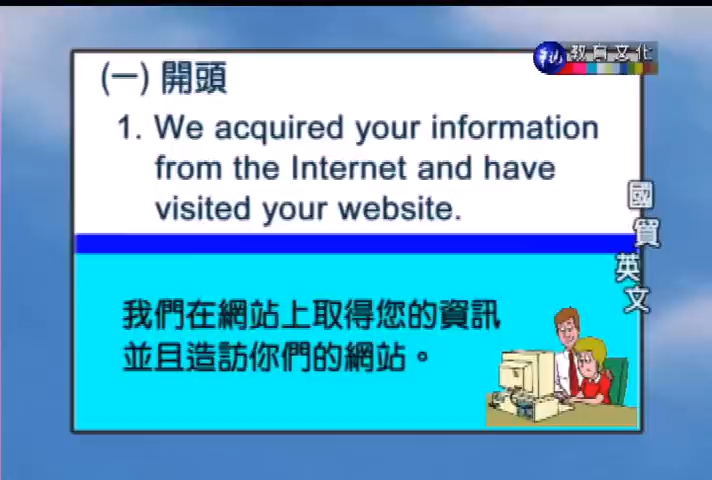 (一) 開頭
1. We acquired your information
from the Internet and have
visited your website.
我們在網站上取得您的資訊
並且造訪你們的網站。
華視 教育文化
國貿英文